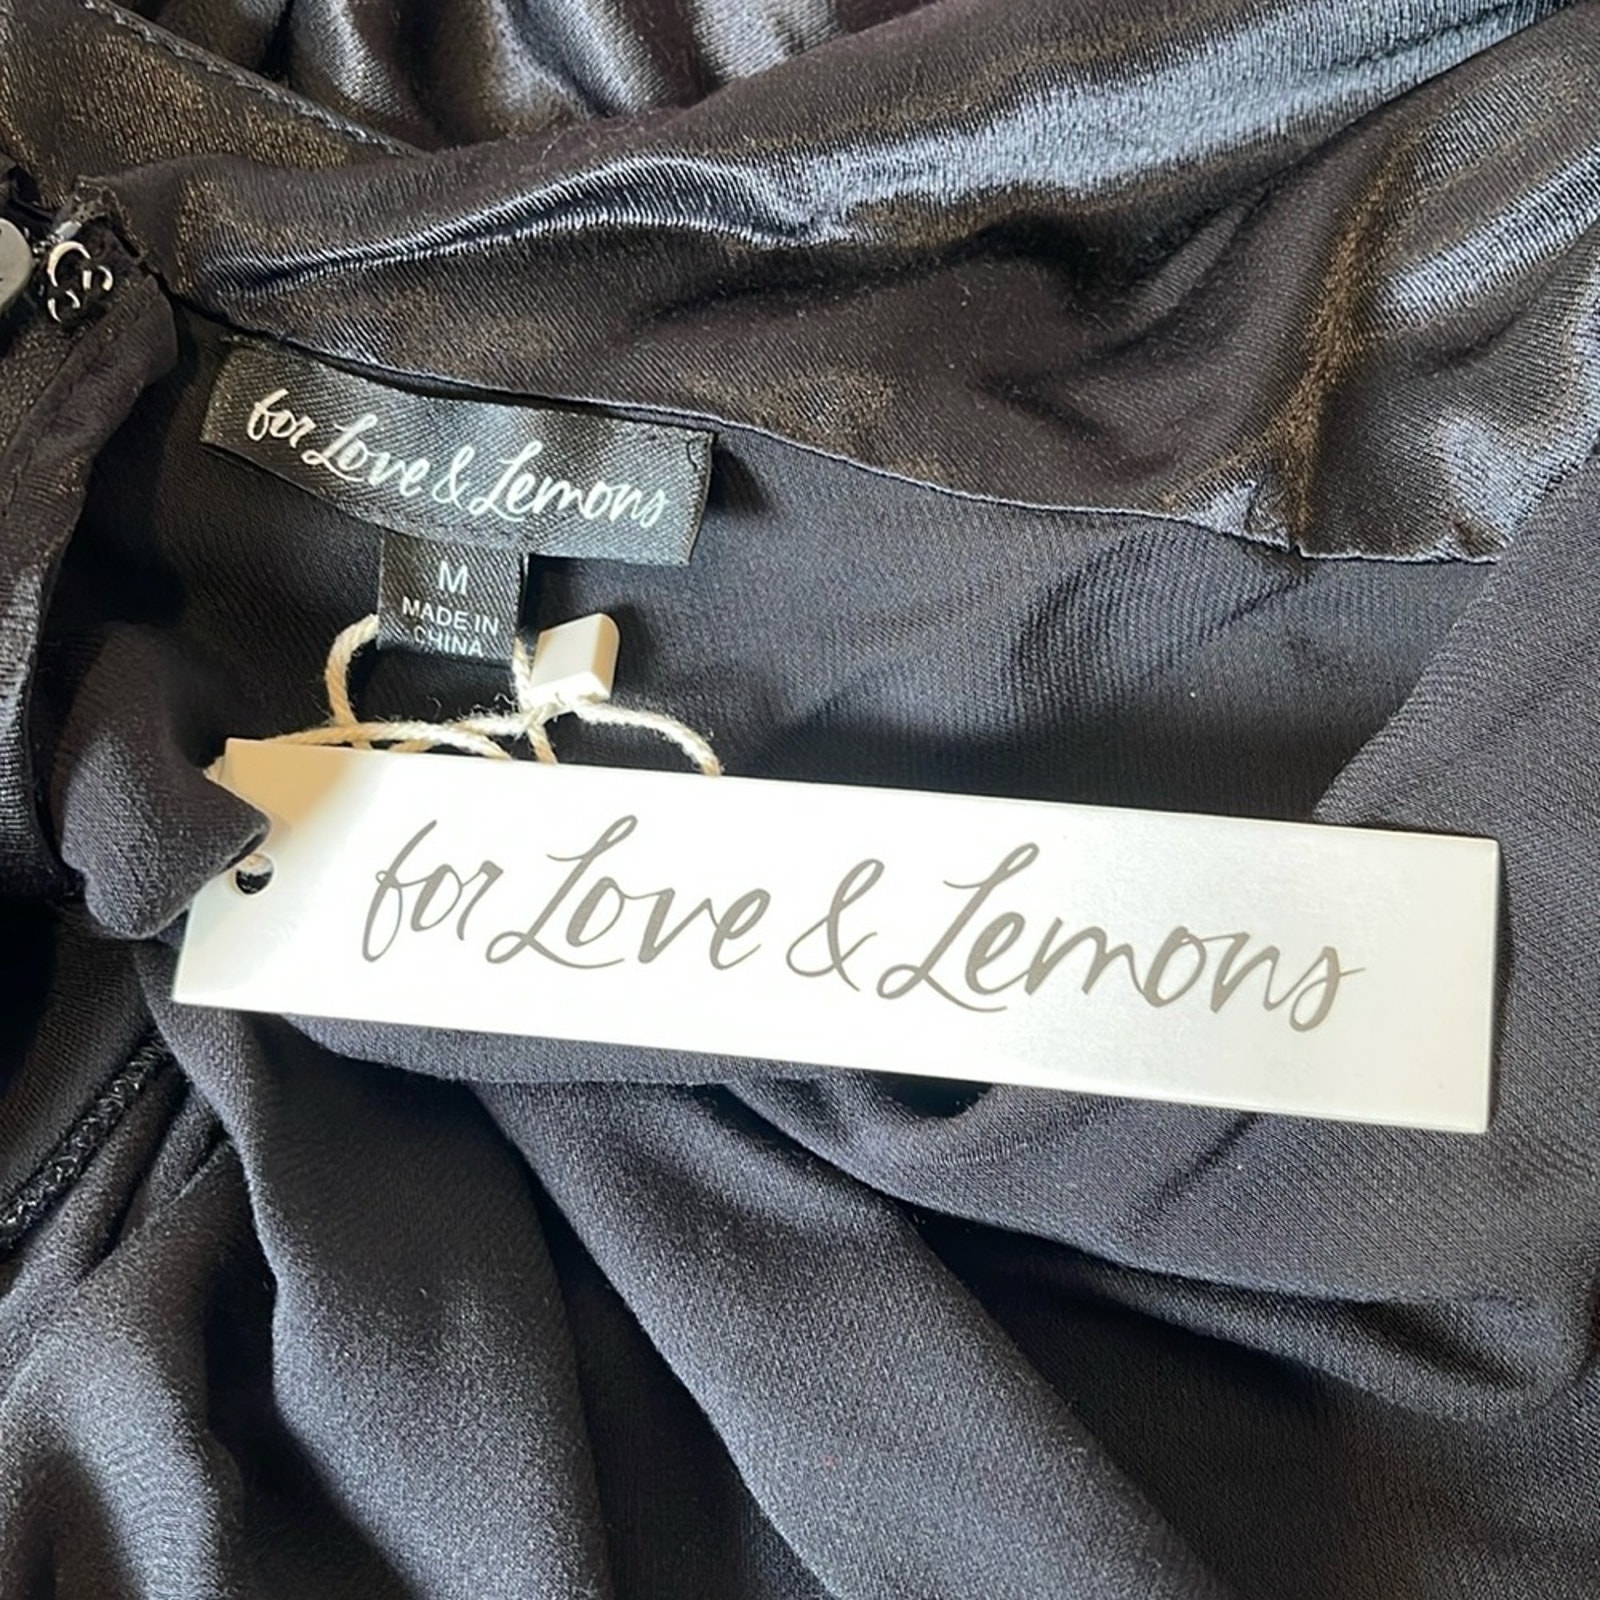 for Love & Lemons
M
MADE IN
CHINA
for Love & Lemons